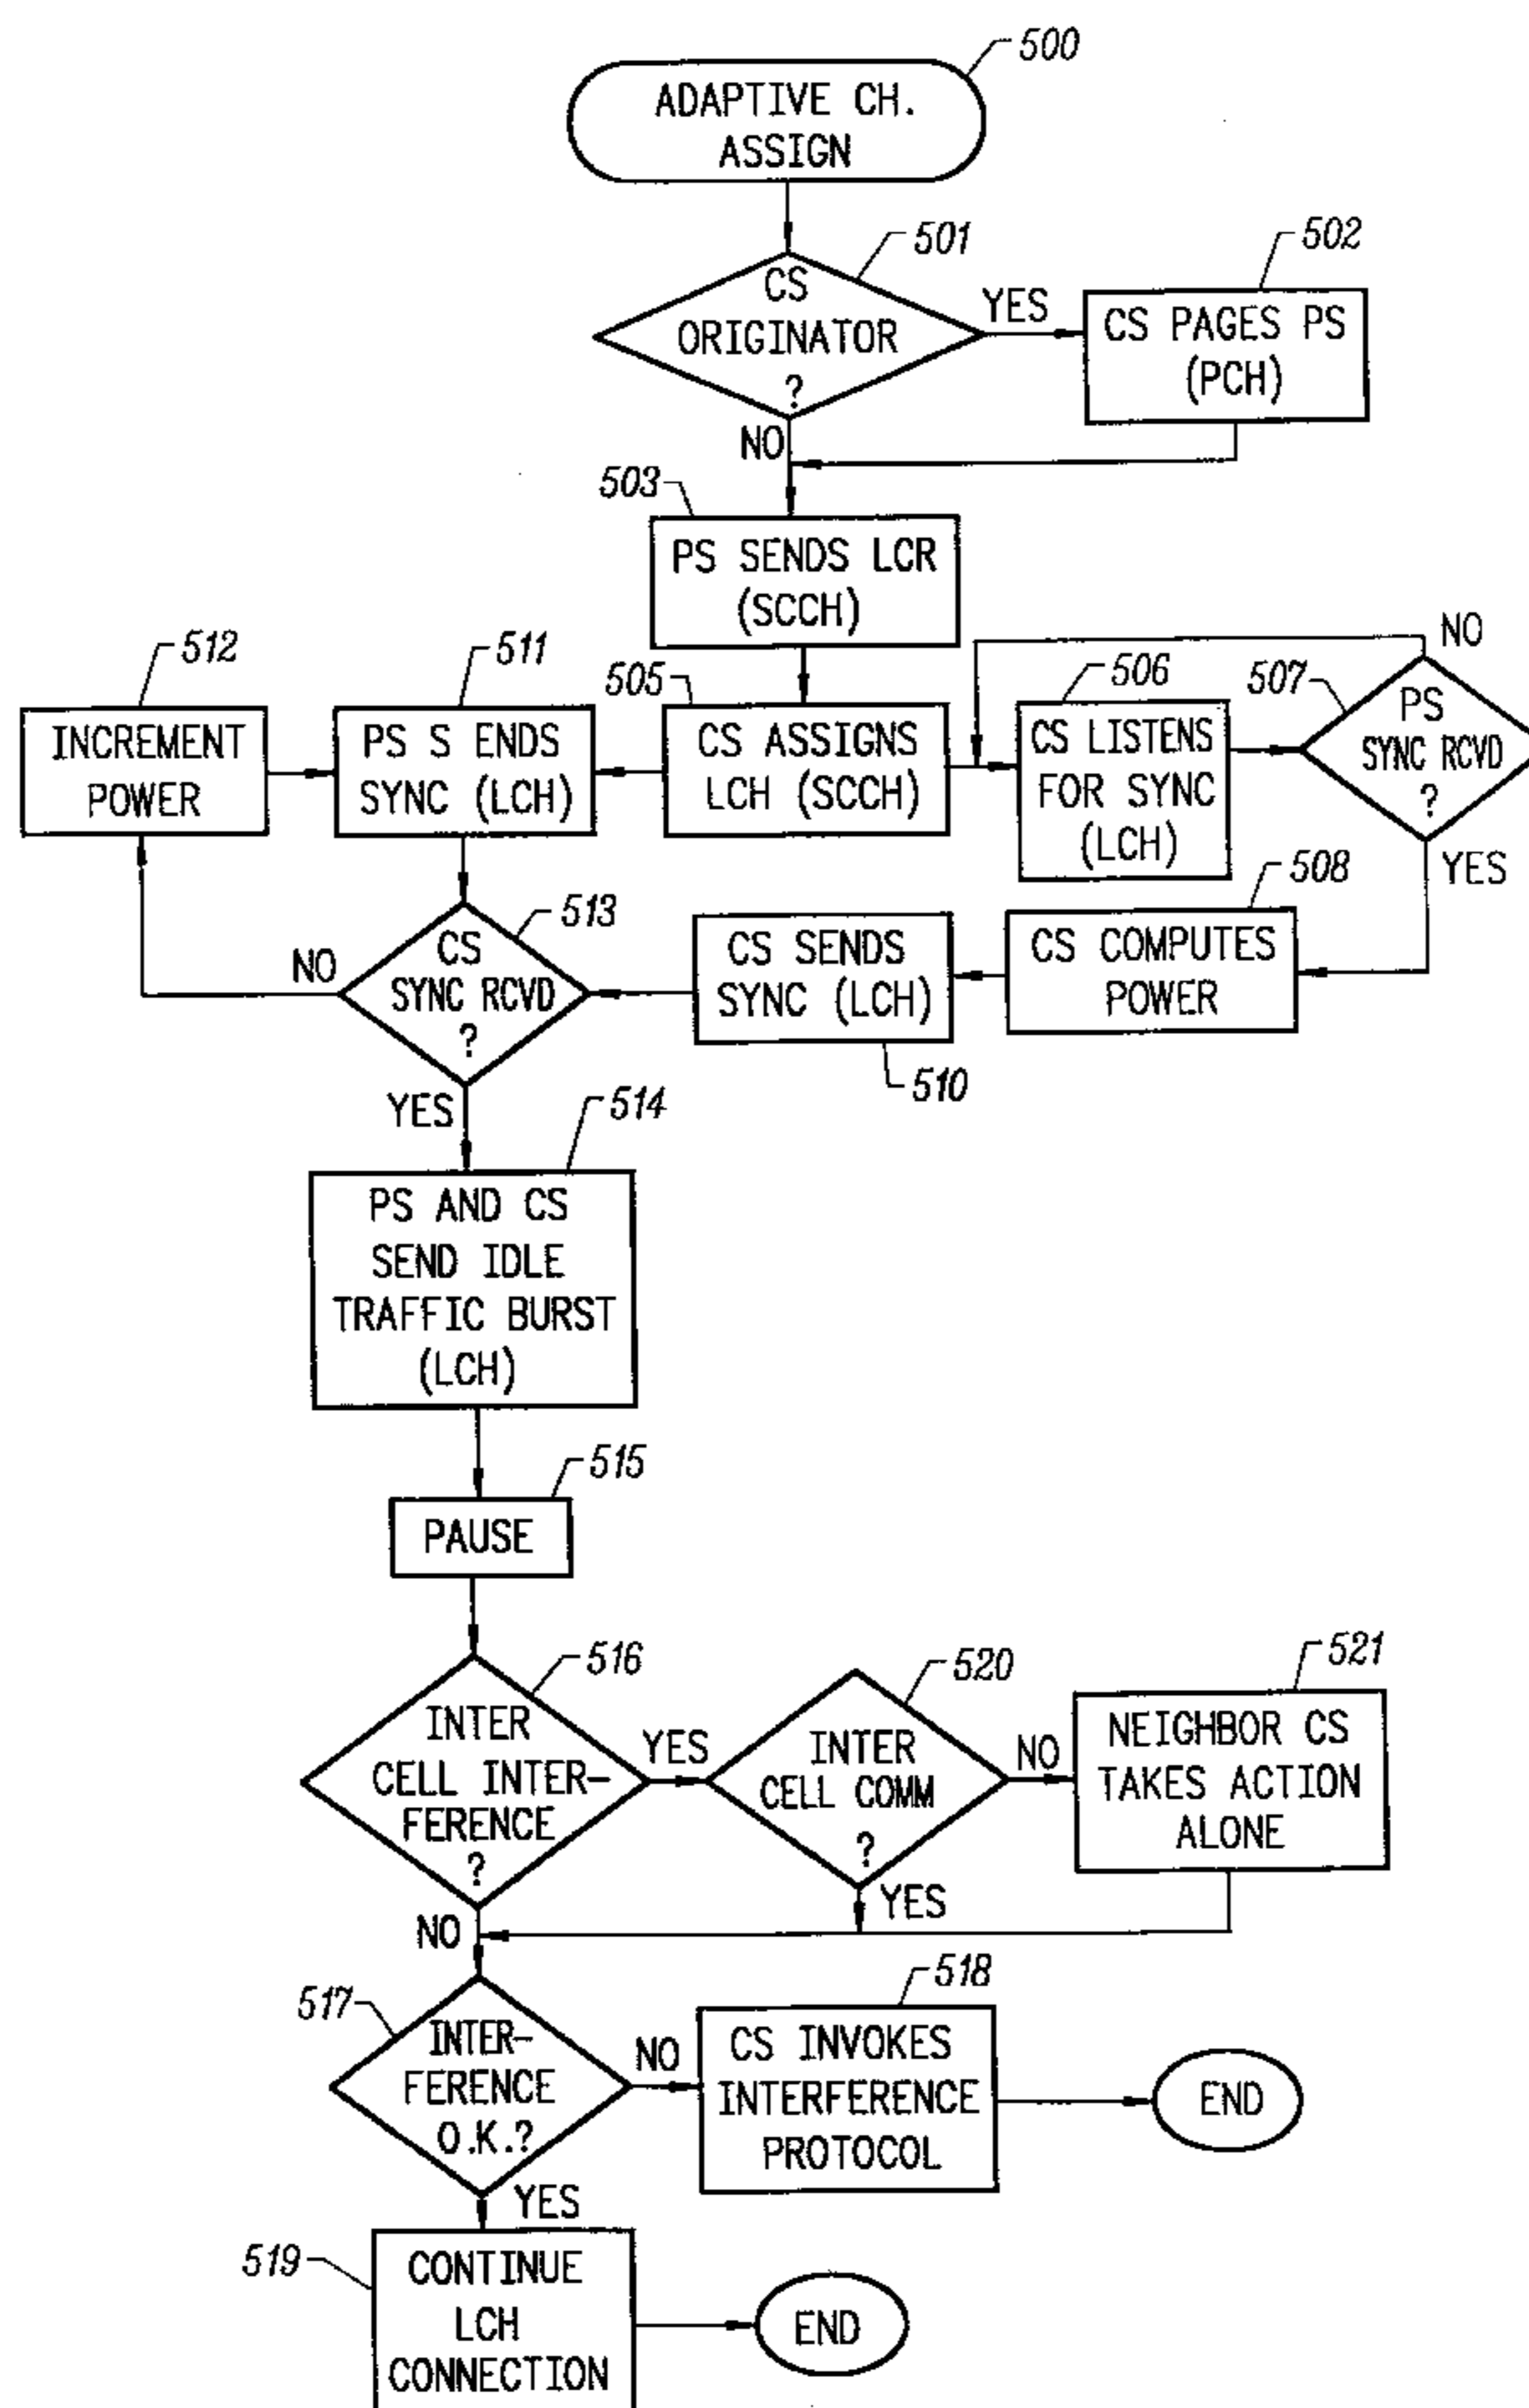 500
ADAPTIVE CH.
ASSIGN
501
CS
ORIGINATOR
?
YES
502
CS PAGES PS
(PCH)
NO
503
PS SENDS LCR
(SCCH)
512
INCREMENT
POWER
511
PS S ENDS
SYNC (LCH)
505
CS ASSIGNS
LCH (SCCH)
506
CS LISTENS
FOR SYNC
(LCH)
NO
507
PS
SYNC RCVD
?
YES
508
CS COMPUTES
POWER
CS SENDS
SYNC (LCH)
510
513
CS
SYNC RCVD
?
NO
YES
514
PS AND CS
SEND IDLE
TRAFFIC BURST
(LCH)
515
PAUSE
516
INTER
CELL INTER-
FERENCE
?
YES
520
INTER
CELL COMM
?
NO
521
NEIGHBOR CS
TAKES ACTION
ALONE
YES
NO
517
INTER-
FERENCE
O.K.?
NO
518
CS INVOKES
INTERFERENCE
PROTOCOL
END
YES
519
CONTINUE
LCH
CONNECTION
END